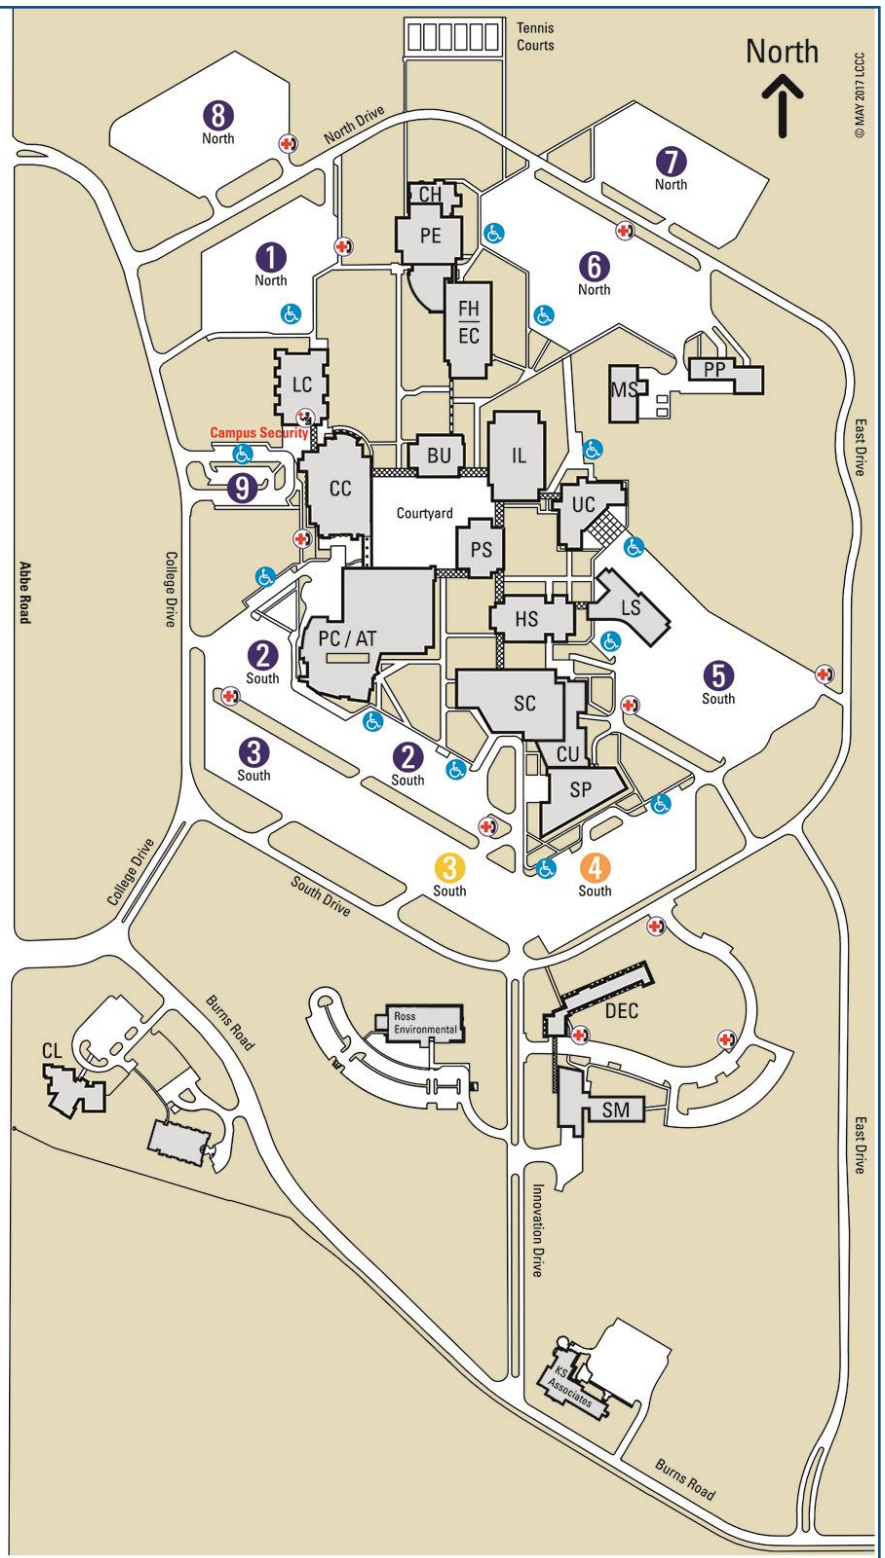 Tennis
Courts
North
© MAY 2017 LCCC
8
North
North Drive
7
North
CH
PE
1
North
6
North
FH
EC
LC
MS
PP
Campus Security
9
CC
BU
IL
East Drive
Courtyard
UC
PS
Abbe Road
College Drive
HS
LS
PC / AT
2
South
5
South
SC
3
South
2
South
CU
SP
College Drive
3
South
4
South
South Drive
Burns Road
Ross
Environmental
DEC
CL
SM
East Drive
Innovation Drive
KS
Associates
Burns Road